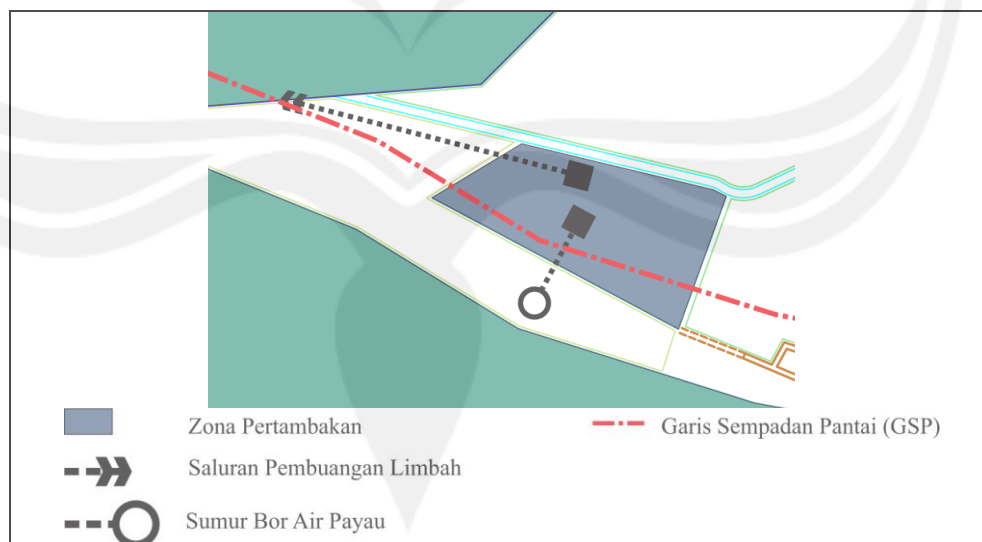 Zona Pertambakan
Garis Sempadan Pantai (GSP)
Saluran Pembuangan Limbah
Sumur Bor Air Payau